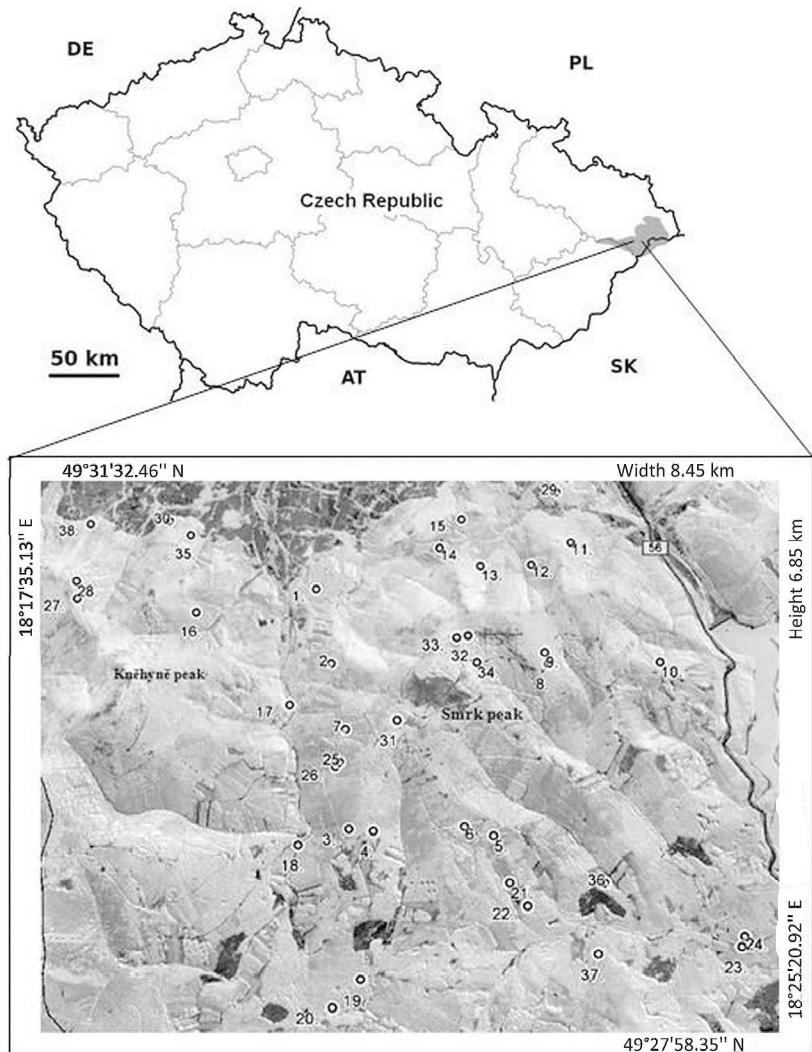 DE
PL
Czech Republic
50 km
AT
SK
49°31'32.46'' N
Width 8.45 km
18°17'35.13'' E
Height 6.85 km
29.
38
30
15
35
14
13.
12.
11.
56
28
27
1.
16
33.
32
34
2
9.
8
10.
Kněhyně peak
Smrk peak
17
7
31
25
26
3
4
6
5
18
21
22
36
24
23
37
19
20
18°25'20.92'' E
49°27'58.35'' N